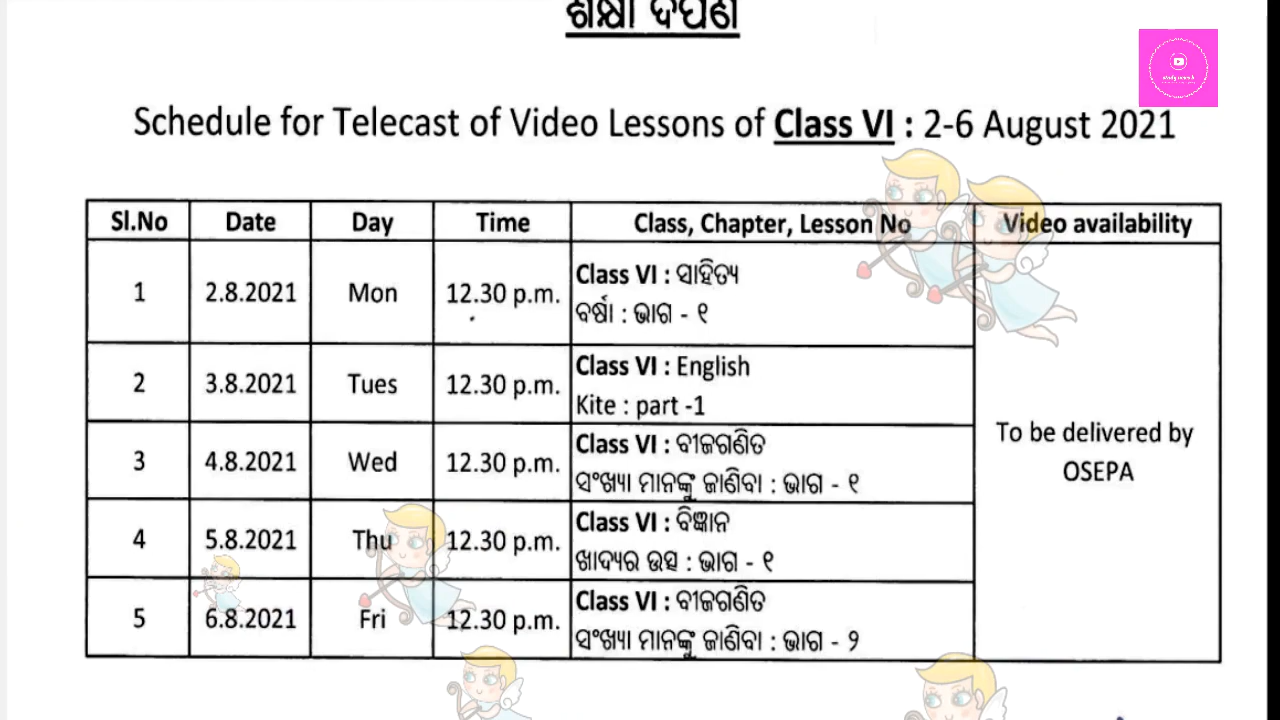 ଶିକ୍ଷା ଦର୍ପଣ
Schedule for Telecast of Video Lessons of Class VI : 2-6 August 2021
Sl.No Date Day Time Class, Chapter, Lesson No Video availability
1 2.8.2021 Mon 12.30 p.m. Class VI : ସାହିତ୍ୟ
ବର୍ଷା : ଭାଗ - ୧
2 3.8.2021 Tues 12.30 p.m. Class VI : English
Kite : part -1
3 4.8.2021 Wed 12.30 p.m. Class VI : ବୀଜଗଣିତ
ସଂଖ୍ୟା ମାନଙ୍କୁ ଜାଣିବା : ଭାଗ - ୧
4 5.8.2021 Thu 12.30 p.m. Class VI : ବିଜ୍ଞାନ
ଖାଦ୍ୟର ଉତ୍ସ : ଭାଗ - ୧
5 6.8.2021 Fri 12.30 p.m. Class VI : ବୀଜଗଣିତ
ସଂଖ୍ୟା ମାନଙ୍କୁ ଜାଣିବା : ଭାଗ - ୨
To be delivered by
OSEPA